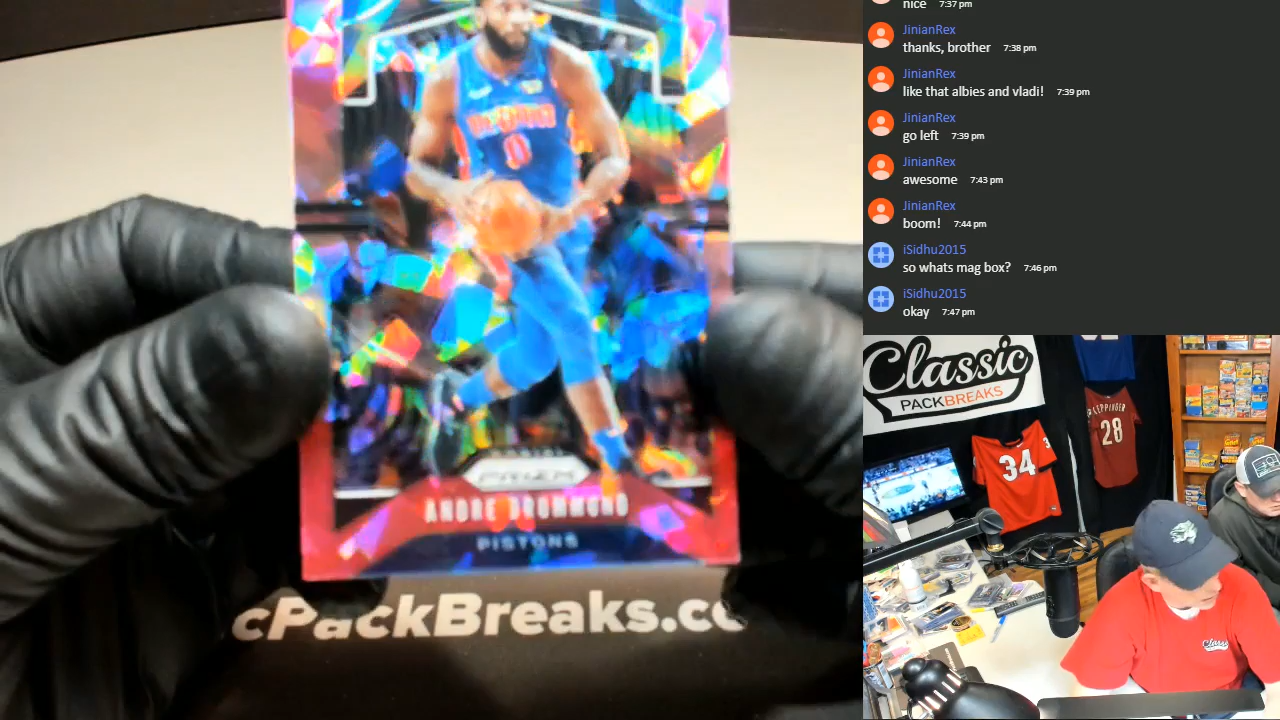 nice 7:37 pm
JinianRex
thanks, brother 7:38 pm
JinianRex
like that albies and vladi! 7:39 pm
JinianRex
go left 7:39 pm
JinianRex
awesome 7:43 pm
JinianRex
boom! 7:44 pm
iSidhu2015
so whats mag box? 7:46 pm
iSidhu2015
okay 7:47 pm
0
PRIZM
ANDRE DRUMMOND
PISTONS
cPackBreaks.co
Classic
PACKBREAKS
34
28
Classic